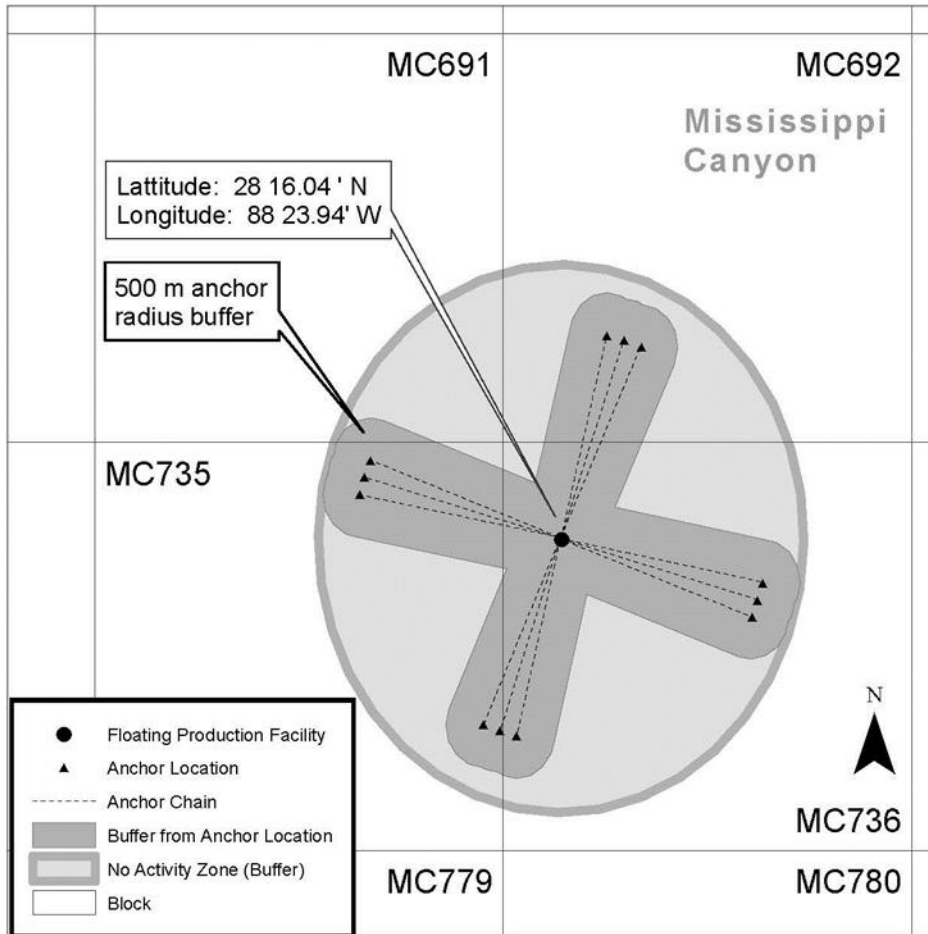 MC691
MC692
Mississippi
Canyon
Lattitude: 28 16.04 ' N
Longitude: 88 23.94' W
500 m anchor
radius buffer
MC735
N
Floating Production Facility
Anchor Location
Anchor Chain
Buffer from Anchor Location
No Activity Zone (Buffer)
Block
MC736
MC779
MC780